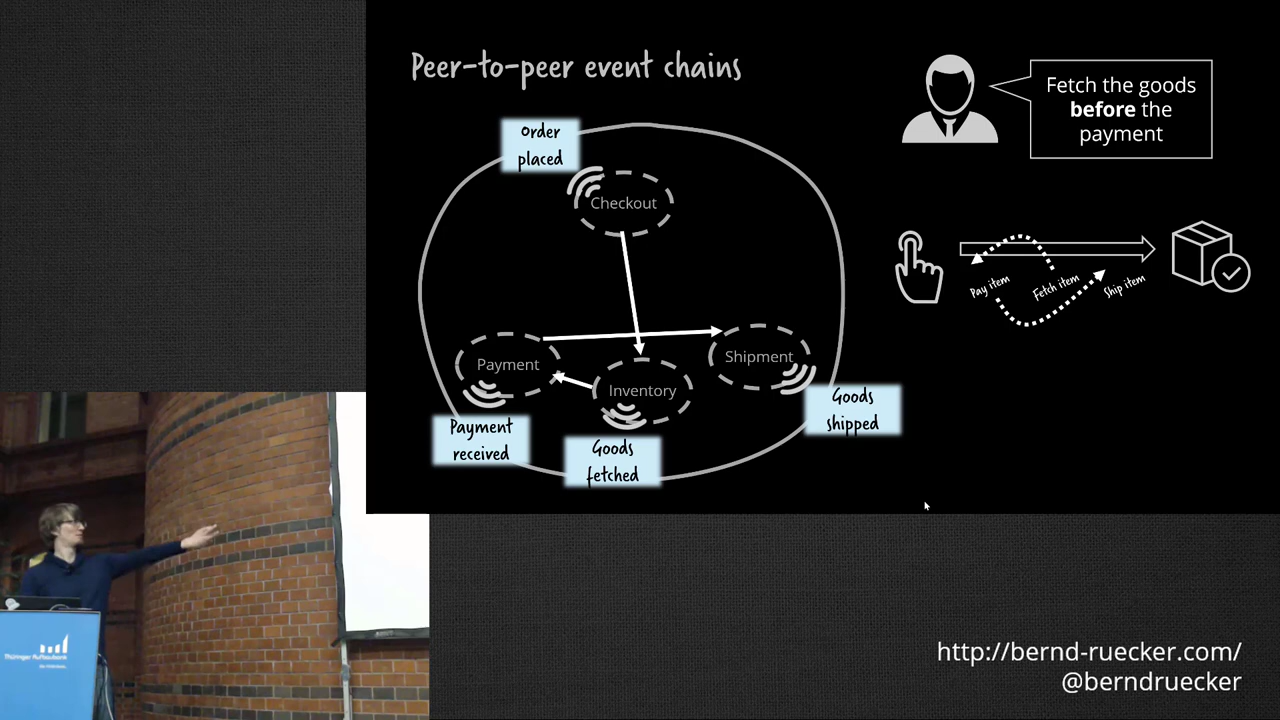 Peer-to-peer event chains
Fetch the goods
before the
payment
Order
placed
Checkout
Pay item
Fetch item
Ship item
Payment
Inventory
Shipment
Payment
received
Goods
fetched
Goods
shipped
http://bernd-ruecker.com/
@berndruecker